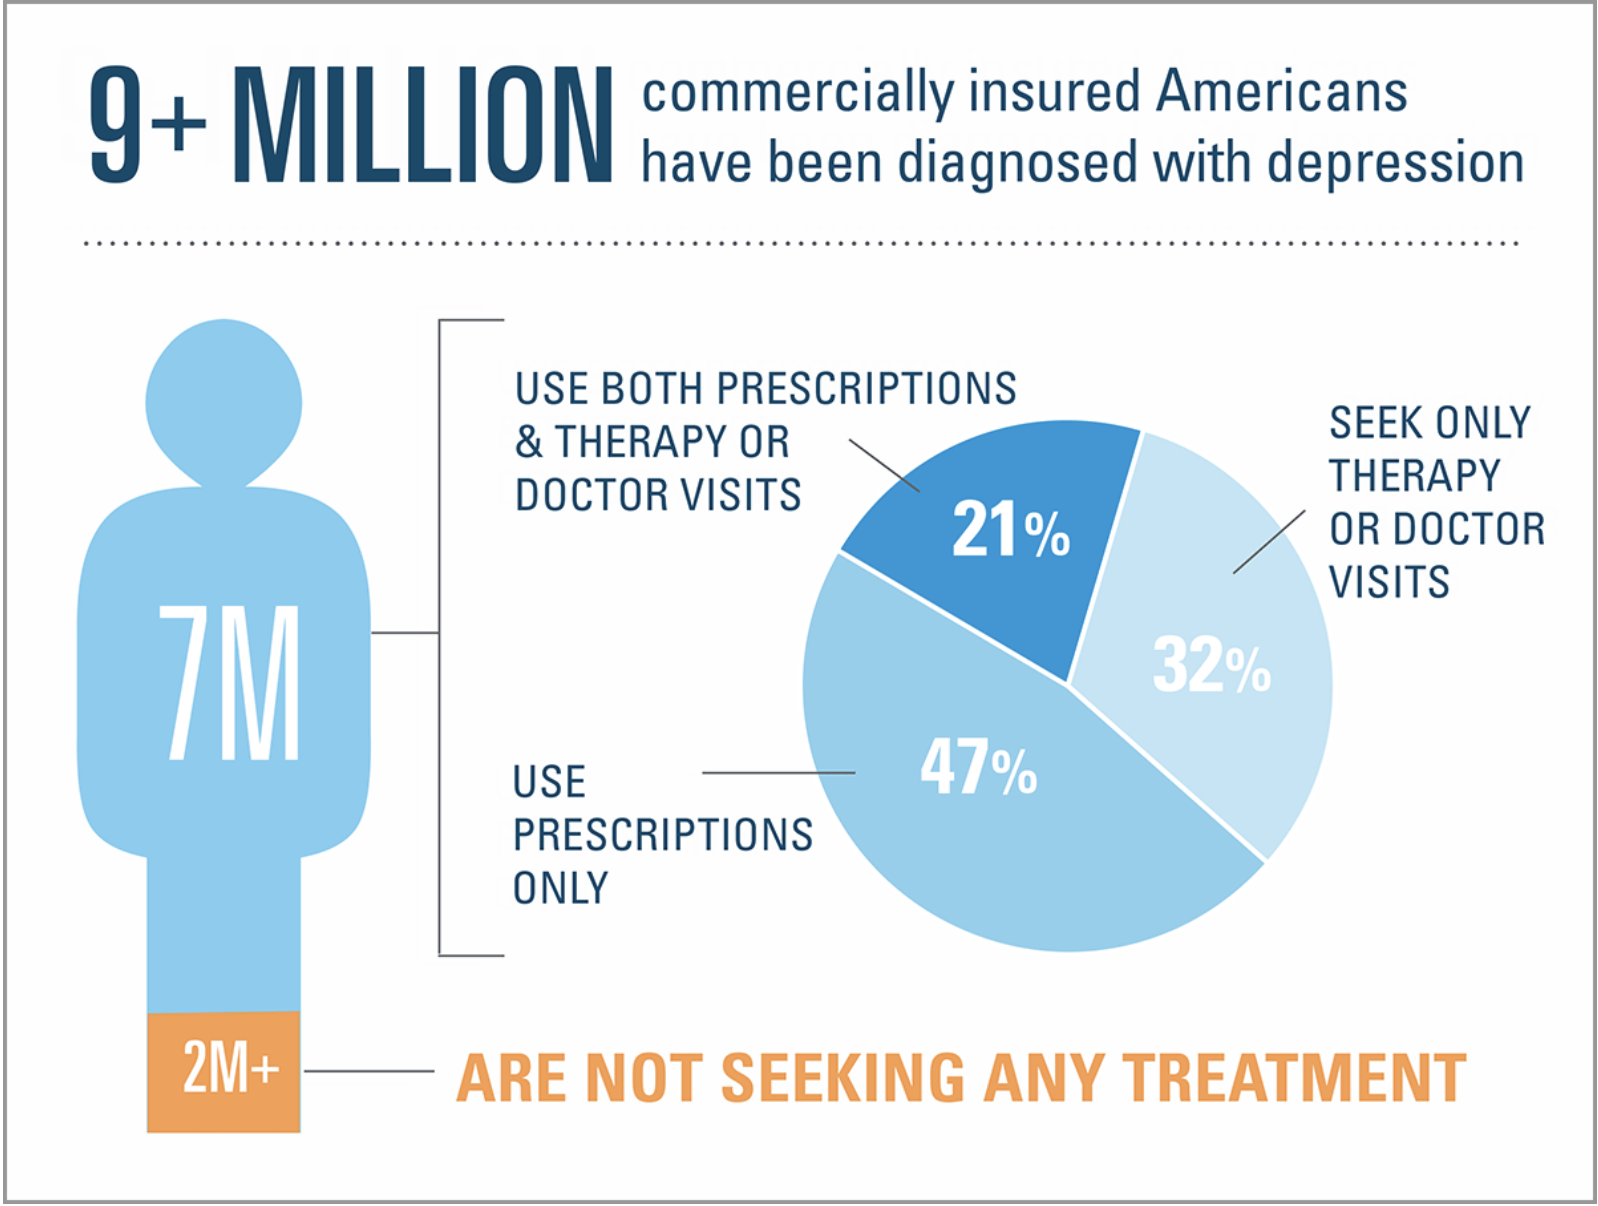 9+ MILLION
commercially insured Americans
have been diagnosed with depression
7M
USE BOTH PRESCRIPTIONS
& THERAPY OR
DOCTOR VISITS
21%
SEEK ONLY
THERAPY
OR DOCTOR
VISITS
32%
USE
PRESCRIPTIONS
ONLY
47%
2M+
ARE NOT SEEKING ANY TREATMENT